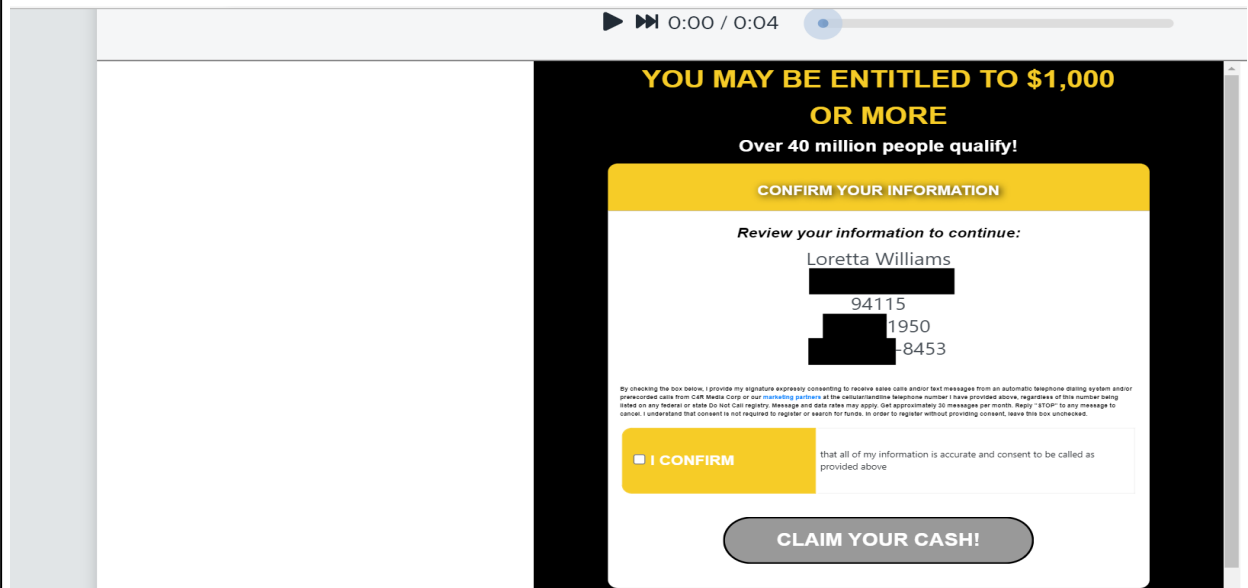 0:00 / 0:04
YOU MAY BE ENTITLED TO $1,000
OR MORE
Over 40 million people qualify!
CONFIRM YOUR INFORMATION
Review your information to continue:
Loretta Williams
94115
1950
-8453
By checking the box below, I provide my signature expressly consenting to receive sales calls and/or text messages from an automatic telephone dialing system and/or
prerecorded calls from C4R Media Corp or our marketing partners at the cellular/landline telephone number I have provided above, regardless of this number being
listed on any federal or state Do Not Call registry. Message and data rates may apply. Get approximately 30 messages per month. Reply "STOP" to any message to
cancel. I understand that consent is not required to register or search for funds. In order to register without providing consent, leave this box unchecked.
I CONFIRM
that all of my information is accurate and consent to be called as
provided above
CLAIM YOUR CASH!